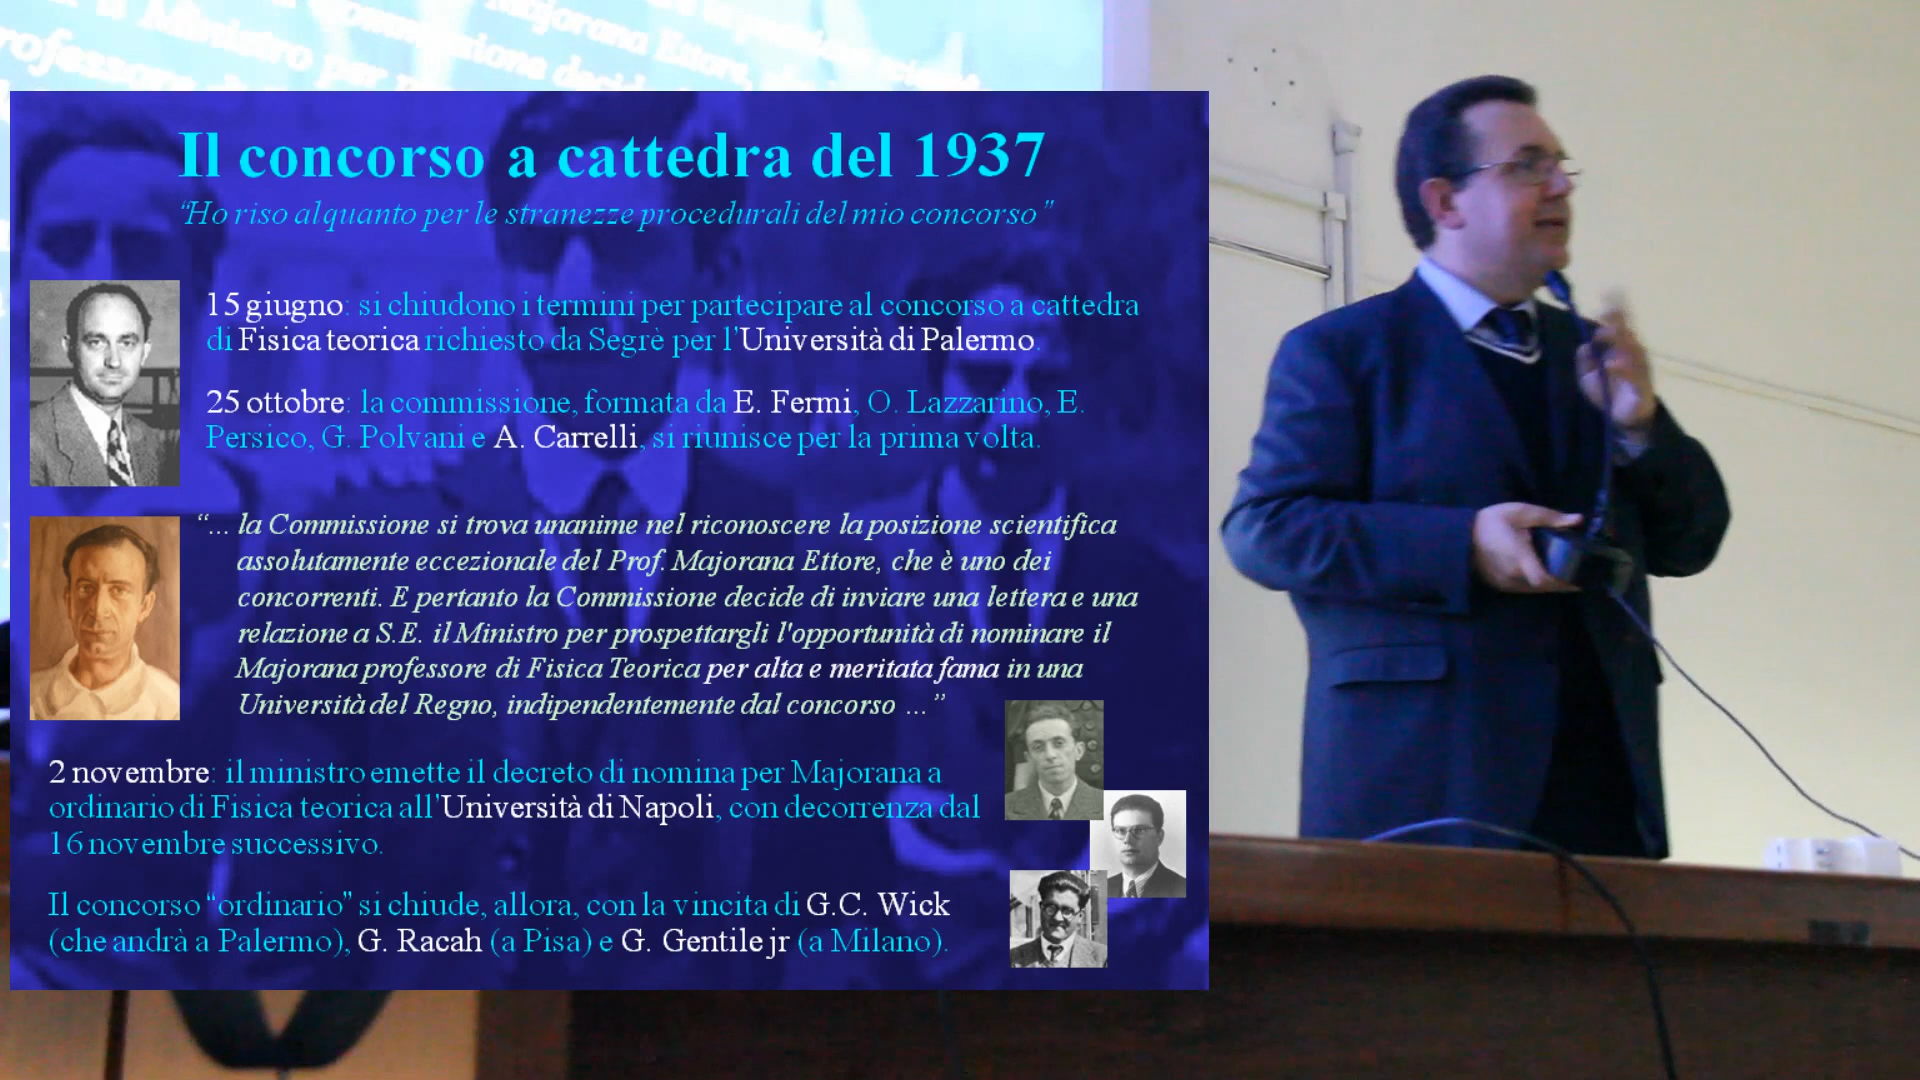 Majorana Ettore,
Ministro per
Commissione
Il concorso a cattedra del 1937
“Ho riso alquanto per le stranezze procedurali del mio concorso”
15 giugno: si chiudono i termini per partecipare al concorso a cattedra
di Fisica teorica richiesto da Segrè per l'Università di Palermo.
25 ottobre: la commissione, formata da E. Fermi, O. Lazzarino, E.
Persico, G. Polvani e A. Carrelli, si riunisce per la prima volta.
“... la Commissione si trova unanime nel riconoscere la posizione scientifica
assolutamente eccezionale del Prof. Majorana Ettore, che è uno dei
concorrenti. E pertanto la Commissione decide di inviare una lettera e una
relazione a S.E. il Ministro per prospettargli l'opportunità di nominare il
Majorana professore di Fisica Teorica per alta e meritata fama in una
Università del Regno, indipendentemente dal concorso ...”
2 novembre: il ministro emette il decreto di nomina per Majorana a
ordinario di Fisica teorica all'Università di Napoli, con decorrenza dal
16 novembre successivo.
Il concorso “ordinario” si chiude, allora, con la vincita di G.C. Wick
(che andrà a Palermo), G. Racah (a Pisa) e G. Gentile jr (a Milano).